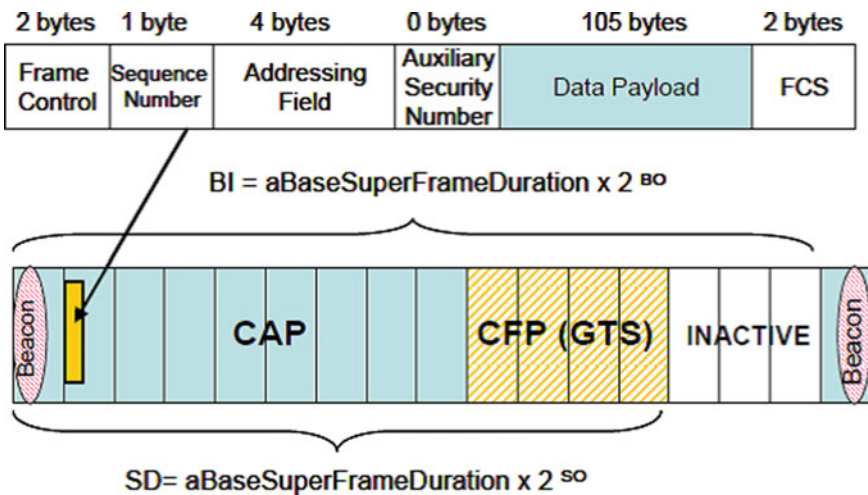 2 bytes 1 byte 4 bytes 0 bytes 105 bytes 2 bytes
Frame Control
Sequence Number
Addressing Field
Auxiliary Security Number
Data Payload
FCS
BI = aBaseSuperFrameDuration x 2 BO
Beacon
CAP
CFP (GTS)
INACTIVE
Beacon
SD= aBaseSuperFrameDuration x 2 SO